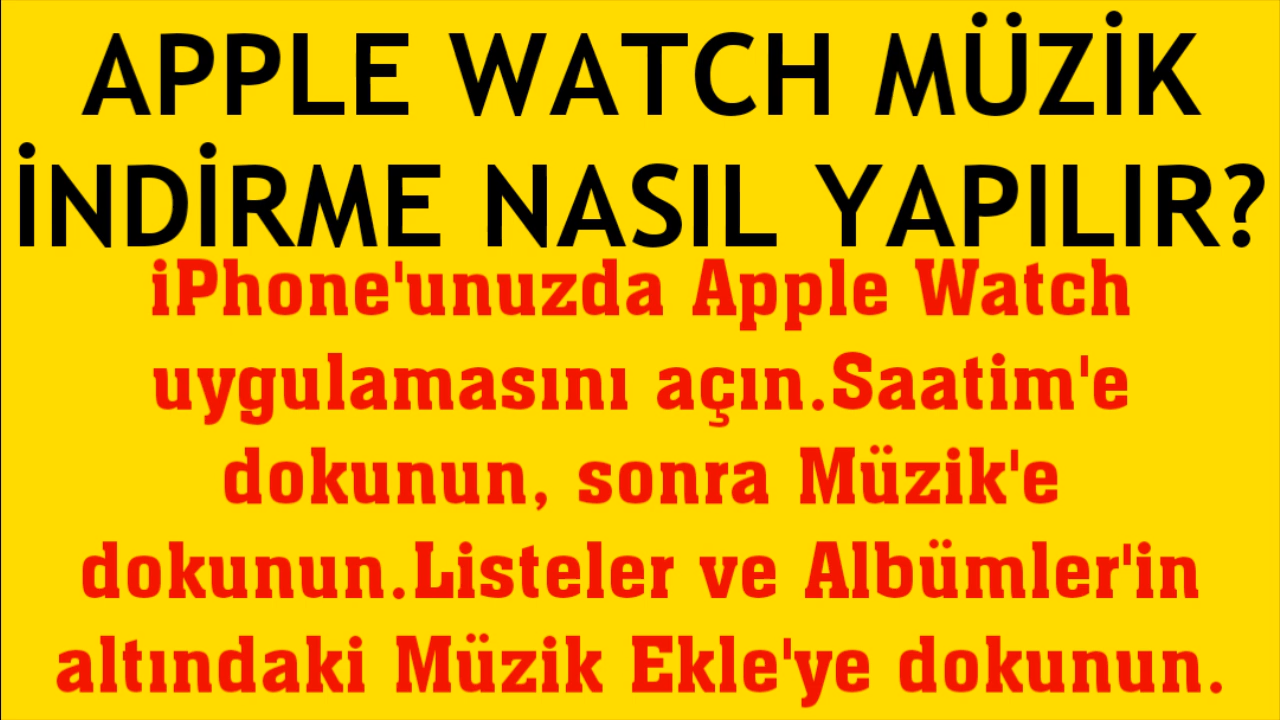 APPLE WATCH MÜZİK
İNDİRME NASIL YAPILIR?
iPhone'unuzda Apple Watch
uygulamasını açın.Saatim'e
dokunun, sonra Müzik'e
dokunun.Listeler ve Albümler'in
altındaki Müzik Ekle'ye dokunun.